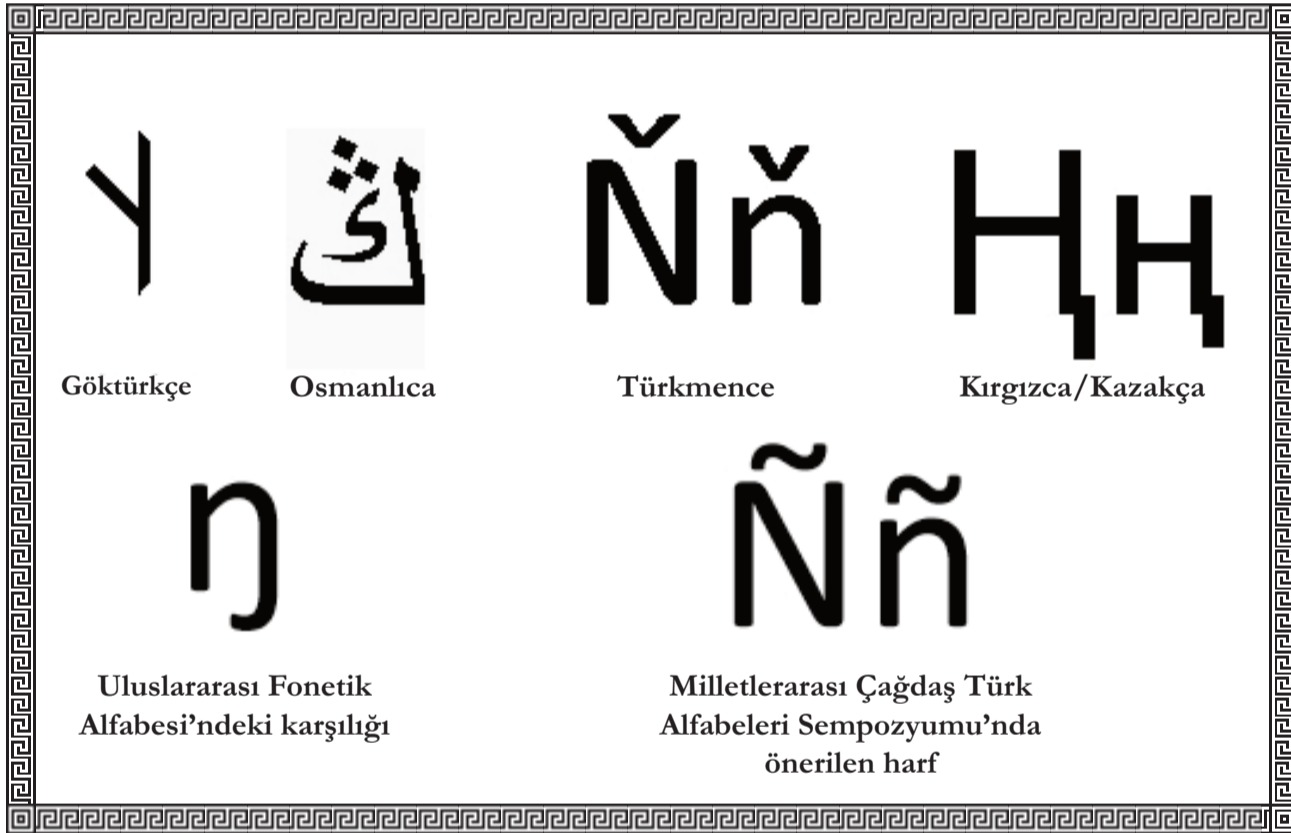 𐰭 ڭ Ňň Ңң
Göktürkçe Osmanlıca Türkmence Kırgızca/Kazakça
ŋ Ññ
Uluslararası Fonetik
Alfabesi’ndeki karşılığı
Milletlerarası Çağdaş Türk
Alfabeleri Sempozyumu’nda
önerilen harf